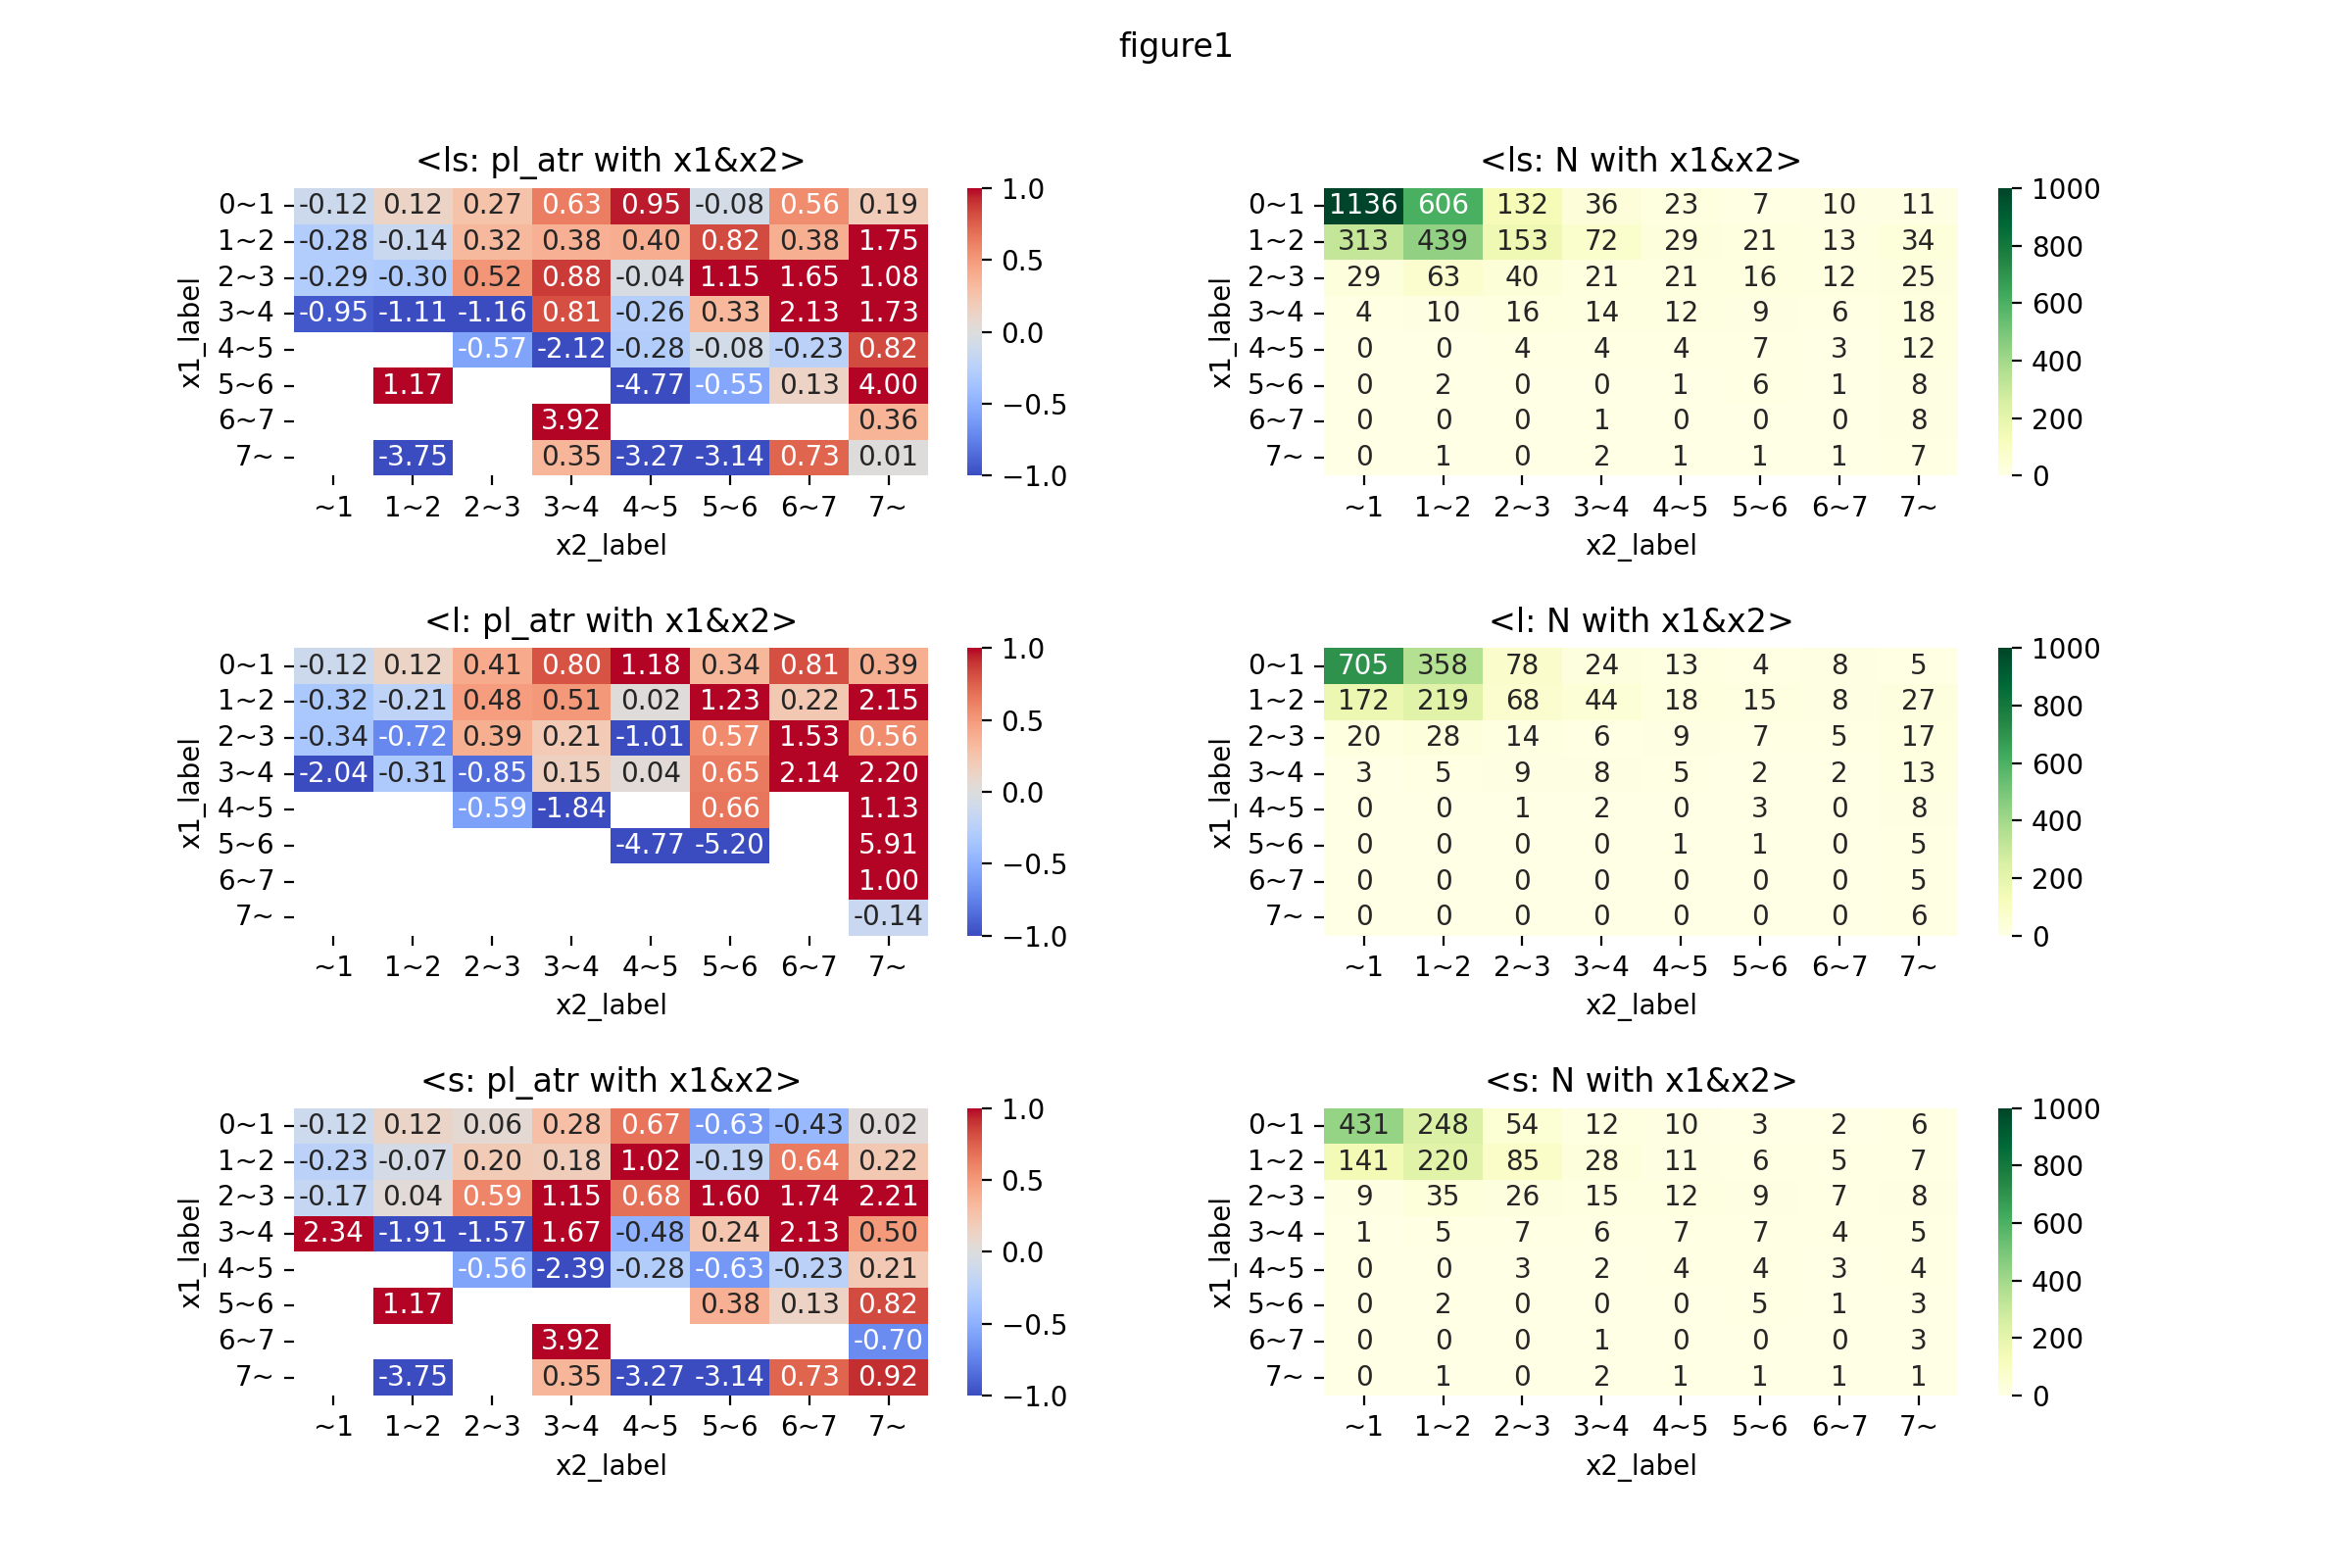 figure1
<ls: pl_atr with x1&x2>
x1_label
0~1 -0.12 0.12 0.27 0.63 0.95 -0.08 0.56 0.19
1~2 -0.28 -0.14 0.32 0.38 0.40 0.82 0.38 1.75
2~3 -0.29 -0.30 0.52 0.88 -0.04 1.15 1.65 1.08
3~4 -0.95 -1.11 -1.16 0.81 -0.26 0.33 2.13 1.73
4~5 -0.57 -2.12 -0.28 -0.08 -0.23 0.82
5~6 1.17 -4.77 -0.55 0.13 4.00
6~7 3.92 0.36
7~ -3.75 0.35 -3.27 -3.14 0.73 0.01
~1 1~2 2~3 3~4 4~5 5~6 6~7 7~
x2_label
1.0
0.5
0.0
−0.5
−1.0
<ls: N with x1&x2>
x1_label
0~1 1136 606 132 36 23 7 10 11
1~2 313 439 153 72 29 21 13 34
2~3 29 63 40 21 21 16 12 25
3~4 4 10 16 14 12 9 6 18
4~5 0 0 4 4 4 7 3 12
5~6 0 2 0 0 1 6 1 8
6~7 0 0 0 1 0 0 0 8
7~ 0 1 0 2 1 1 1 7
~1 1~2 2~3 3~4 4~5 5~6 6~7 7~
x2_label
1000
800
600
400
200
0
<l: pl_atr with x1&x2>
x1_label
0~1 -0.12 0.12 0.41 0.80 1.18 0.34 0.81 0.39
1~2 -0.32 -0.21 0.48 0.51 0.02 1.23 0.22 2.15
2~3 -0.34 -0.72 0.39 0.21 -1.01 0.57 1.53 0.56
3~4 -2.04 -0.31 -0.85 0.15 0.04 0.65 2.14 2.20
4~5 -0.59 -1.84 0.66 1.13
5~6 -4.77 -5.20 5.91
6~7 1.00
7~ -0.14
~1 1~2 2~3 3~4 4~5 5~6 6~7 7~
x2_label
1.0
0.5
0.0
−0.5
−1.0
<l: N with x1&x2>
x1_label
0~1 705 358 78 24 13 4 8 5
1~2 172 219 68 44 18 15 8 27
2~3 20 28 14 6 9 7 5 17
3~4 3 5 9 8 5 2 2 13
4~5 0 0 1 2 0 3 0 8
5~6 0 0 0 0 1 1 0 5
6~7 0 0 0 0 0 0 0 5
7~ 0 0 0 0 0 0 0 6
~1 1~2 2~3 3~4 4~5 5~6 6~7 7~
x2_label
1000
800
600
400
200
0
<s: pl_atr with x1&x2>
x1_label
0~1 -0.12 0.12 0.06 0.28 0.67 -0.63 -0.43 0.02
1~2 -0.23 -0.07 0.20 0.18 1.02 -0.19 0.64 0.22
2~3 -0.17 0.04 0.59 1.15 0.68 1.60 1.74 2.21
3~4 2.34 -1.91 -1.57 1.67 -0.48 0.24 2.13 0.50
4~5 -0.56 -2.39 -0.28 -0.63 -0.23 0.21
5~6 1.17 0.38 0.13 0.82
6~7 3.92 -0.70
7~ -3.75 0.35 -3.27 -3.14 0.73 0.92
~1 1~2 2~3 3~4 4~5 5~6 6~7 7~
x2_label
1.0
0.5
0.0
−0.5
−1.0
<s: N with x1&x2>
x1_label
0~1 431 248 54 12 10 3 2 6
1~2 141 220 85 28 11 6 5 7
2~3 9 35 26 15 12 9 7 8
3~4 1 5 7 6 7 7 4 5
4~5 0 0 3 2 4 4 3 4
5~6 0 2 0 0 0 5 1 3
6~7 0 0 0 1 0 0 0 3
7~ 0 1 0 2 1 1 1 1
~1 1~2 2~3 3~4 4~5 5~6 6~7 7~
x2_label
1000
800
600
400
200
0